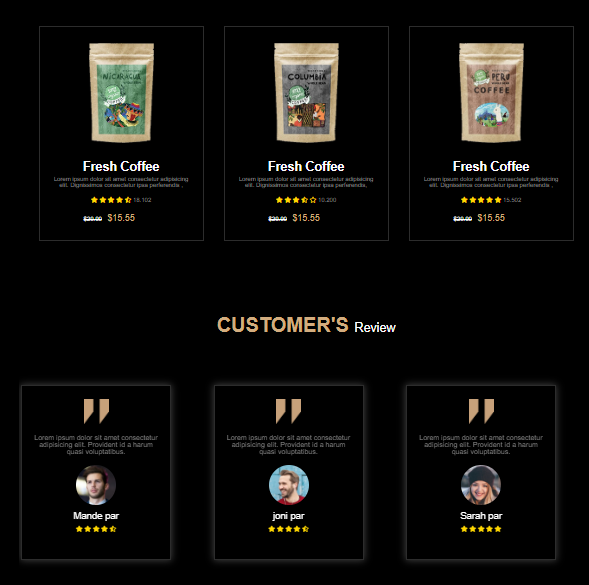 NICARAGUA
COLUMBIA
PERU
COFFEE
Fresh Coffee
Fresh Coffee
Fresh Coffee
Lorem ipsum dolor sit amet consectetur adipisicing
elit. Dignissimos consectetur ipsa perferendis ,
Lorem ipsum dolor sit amet consectetur adipisicing
elit. Dignissimos consectetur ipsa perferendis,
Lorem ipsum dolor sit amet consectetur adipisicing
elit. Dignissimos consectetur ipsa perferendis ,
18.102
10.200
15.502
$20.00 $15.55
$20.00 $15.55
$20.00 $15.55
CUSTOMER'S Review
Lorem ipsum dolor sit amet consectetur
adipisicing elit. Provident id a harum
quasi voluptatibus.
Lorem ipsum dolor sit amet consectetur
adipisicing elit. Provident id a harum
quasi voluptatibus.
Lorem ipsum dolor sit amet consectetur
adipisicing elit. Provident id a harum
quasi voluptatibus.
Mande par
joni par
Sarah par